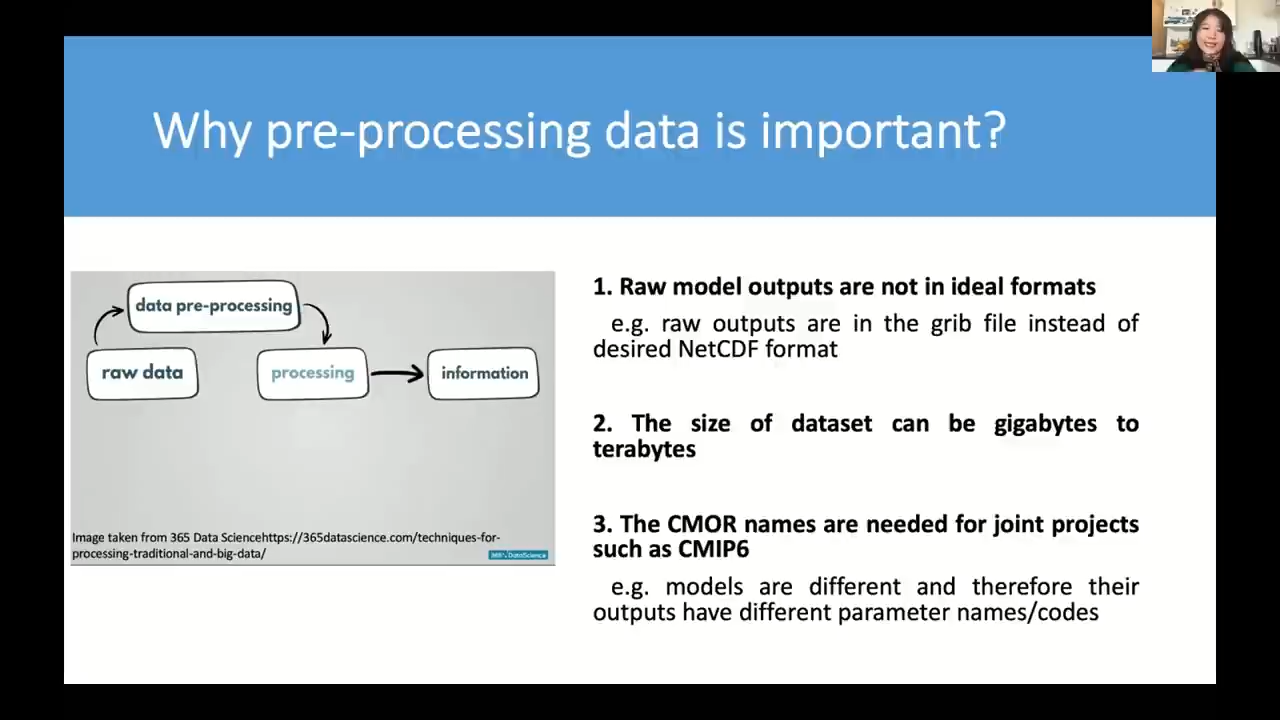 Why pre-processing data is important?
data pre-processing
raw data
processing
information
Image taken from 365 Data Sciencehttps://365datascience.com/techniques-for-
processing-traditional-and-big-data/
365√DataScience
1. Raw model outputs are not in ideal formats
e.g. raw outputs are in the grib file instead of
desired NetCDF format
2. The size of dataset can be gigabytes to
terabytes
3. The CMOR names are needed for joint projects
such as CMIP6
e.g. models are different and therefore their
outputs have different parameter names/codes